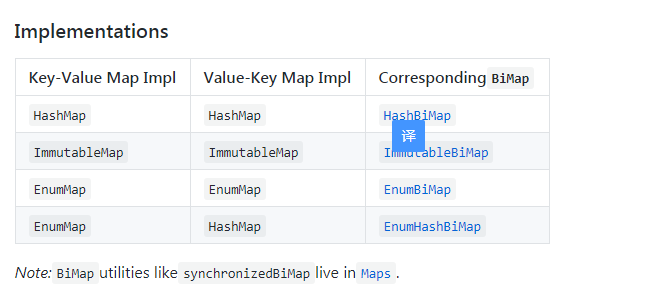 Implementations
Key-Value Map Impl Value-Key Map Impl Corresponding BiMap
HashMap HashMap HashBiMap
译
ImmutableMap ImmutableMap ImmutableBiMap
EnumMap EnumMap EnumBiMap
EnumMap HashMap EnumHashBiMap
Note: BiMap utilities like synchronizedBiMap live in Maps.